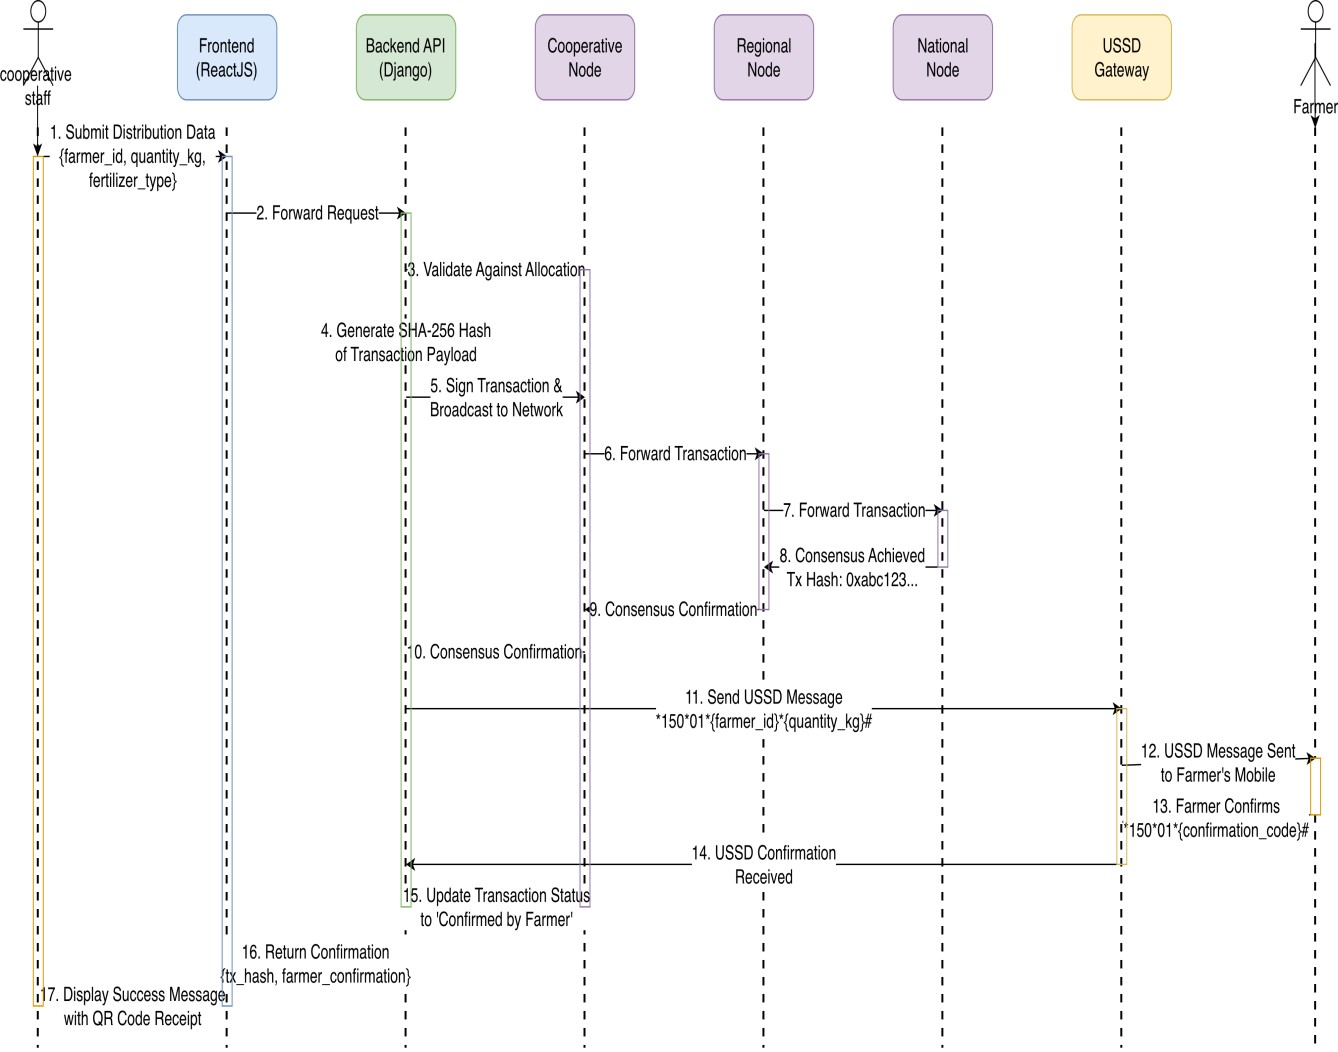 cooperative
staff
Frontend
(ReactJS)
Backend API
(Django)
Cooperative
Node
Regional
Node
National
Node
USSD
Gateway
Farmer
1. Submit Distribution Data
{farmer_id, quantity_kg,
fertilizer_type}
2. Forward Request
3. Validate Against Allocation
4. Generate SHA-256 Hash
of Transaction Payload
5. Sign Transaction &
Broadcast to Network
6. Forward Transaction
7. Forward Transaction
8. Consensus Achieved
Tx Hash: 0xabc123...
9. Consensus Confirmation
10. Consensus Confirmation
11. Send USSD Message
*150*01*{farmer_id}*{quantity_kg}#
12. USSD Message Sent
to Farmer's Mobile
13. Farmer Confirms
*150*01*{confirmation_code}#
14. USSD Confirmation
Received
15. Update Transaction Status
to 'Confirmed by Farmer'
16. Return Confirmation
{tx_hash, farmer_confirmation}
17. Display Success Message
with QR Code Receipt